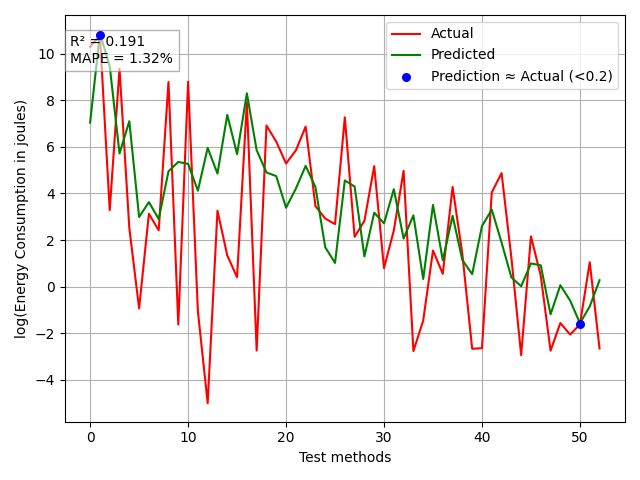 R² = 0.191
MAPE = 1.32%
Actual
Predicted
Prediction ≈ Actual (<0.2)
log(Energy Consumption in joules)
10
8
6
4
2
0
−2
−4
0
10
20
30
40
50
Test methods